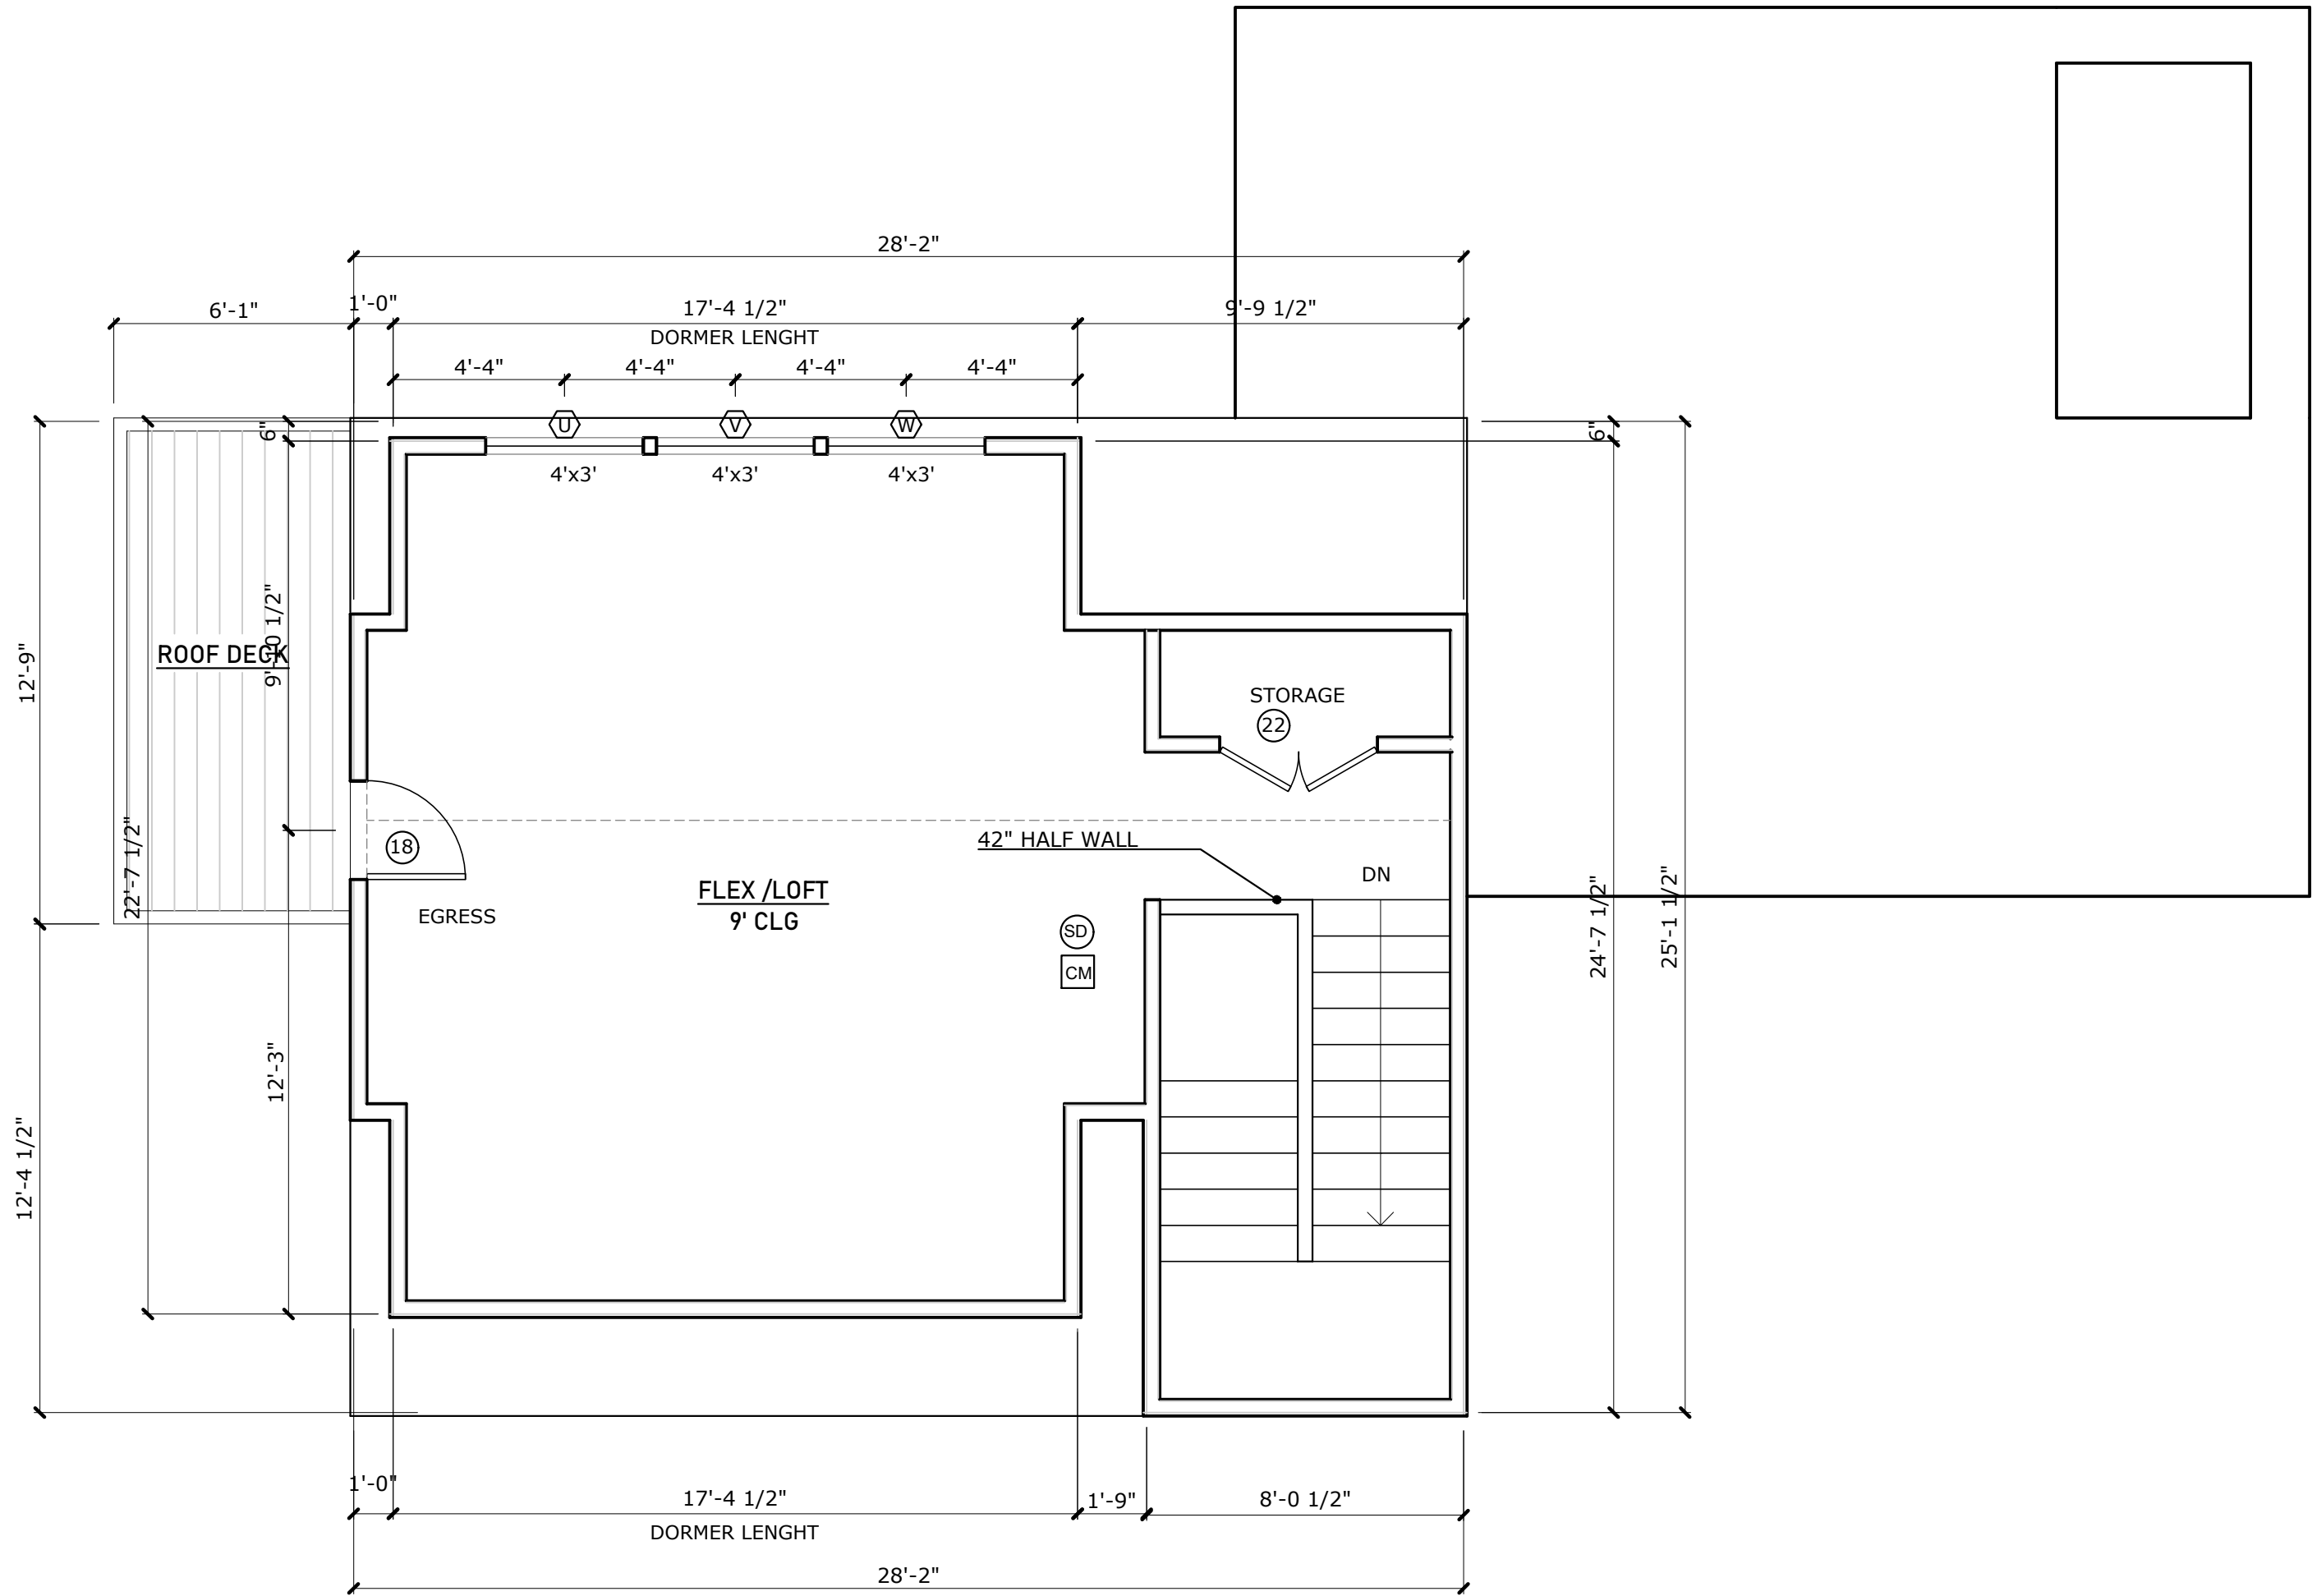 28'-2"
6'-1"
1'-0"
17'-4 1/2"
9'-9 1/2"
DORMER LENGHT
4'-4"
4'-4"
4'-4"
4'-4"
U
V
W
6"
6"
4'x3'
4'x3'
4'x3'
12'-9"
ROOF DECK
9'-10 1/2"
STORAGE
22
22'-7 1/2"
18
42" HALF WALL
DN
FLEX /LOFT
9' CLG
EGRESS
SD
CM
24'-7 1/2"
25'-1 1/2"
12'-3"
12'-4 1/2"
1'-0"
17'-4 1/2"
1'-9"
8'-0 1/2"
DORMER LENGHT
28'-2"